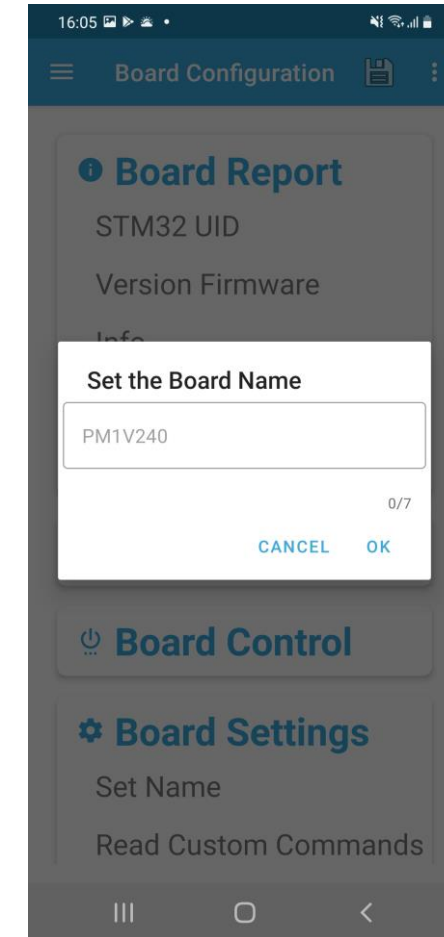 16:05
Board Configuration
Board Report
STM32 UID
Version Firmware
Info
Set the Board Name
PM1V240
0/7
CANCEL OK
Board Control
Board Settings
Set Name
Read Custom Commands